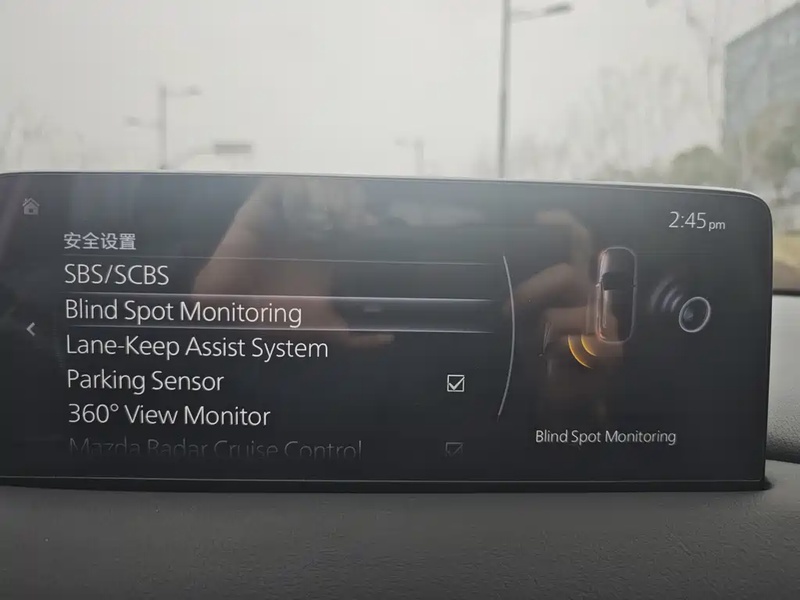 2:45pm
安全设置
SBS/SCBS
Blind Spot Monitoring
Lane-Keep Assist System
Parking Sensor
360° View Monitor
Mazda Radar Cruise Control
Blind Spot Monitoring